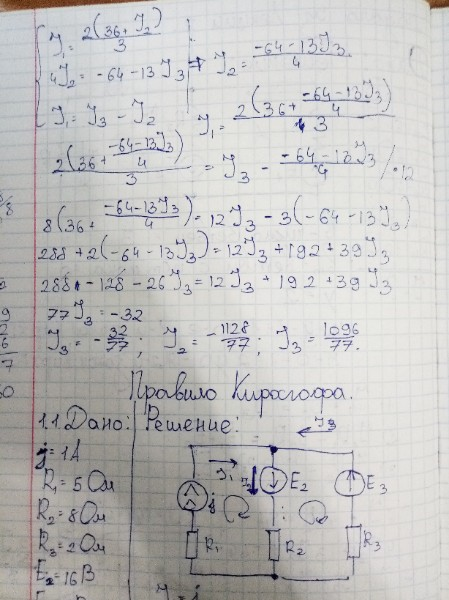 J₁ = 2(36 + J₂)/3
4J₂ = -64 - 13J₃ ⇒ J₂ = (-64 - 13J₃)/4
J₁ = J₃ - J₂ J₁ = 2(36 + (-64 - 13J₃)/4)/3
2(36 + (-64 - 13J₃)/4)/3 = J₃ - (-64 - 13J₃)/4 /·12
8(36 + (-64 - 13J₃)/4) = 12J₃ - 3(-64 - 13J₃)
288 + 2(-64 - 13J₃) = 12J₃ + 192 + 39J₃
288 - 128 - 26J₃ = 12J₃ + 192 + 39J₃
77J₃ = -32
J₃ = -32/77; J₂ = -1128/77; J₃ = 1096/77.
Правило Кирхгофа.
1.1. Дано: Решение:
j = 1А
R₁ = 5 Ом
R₂ = 8 Ом
R₃ = 2 Ом
E₂ = 16 В
J₃
J₁
j
E₂
E₃
R₁
R₂
R₃